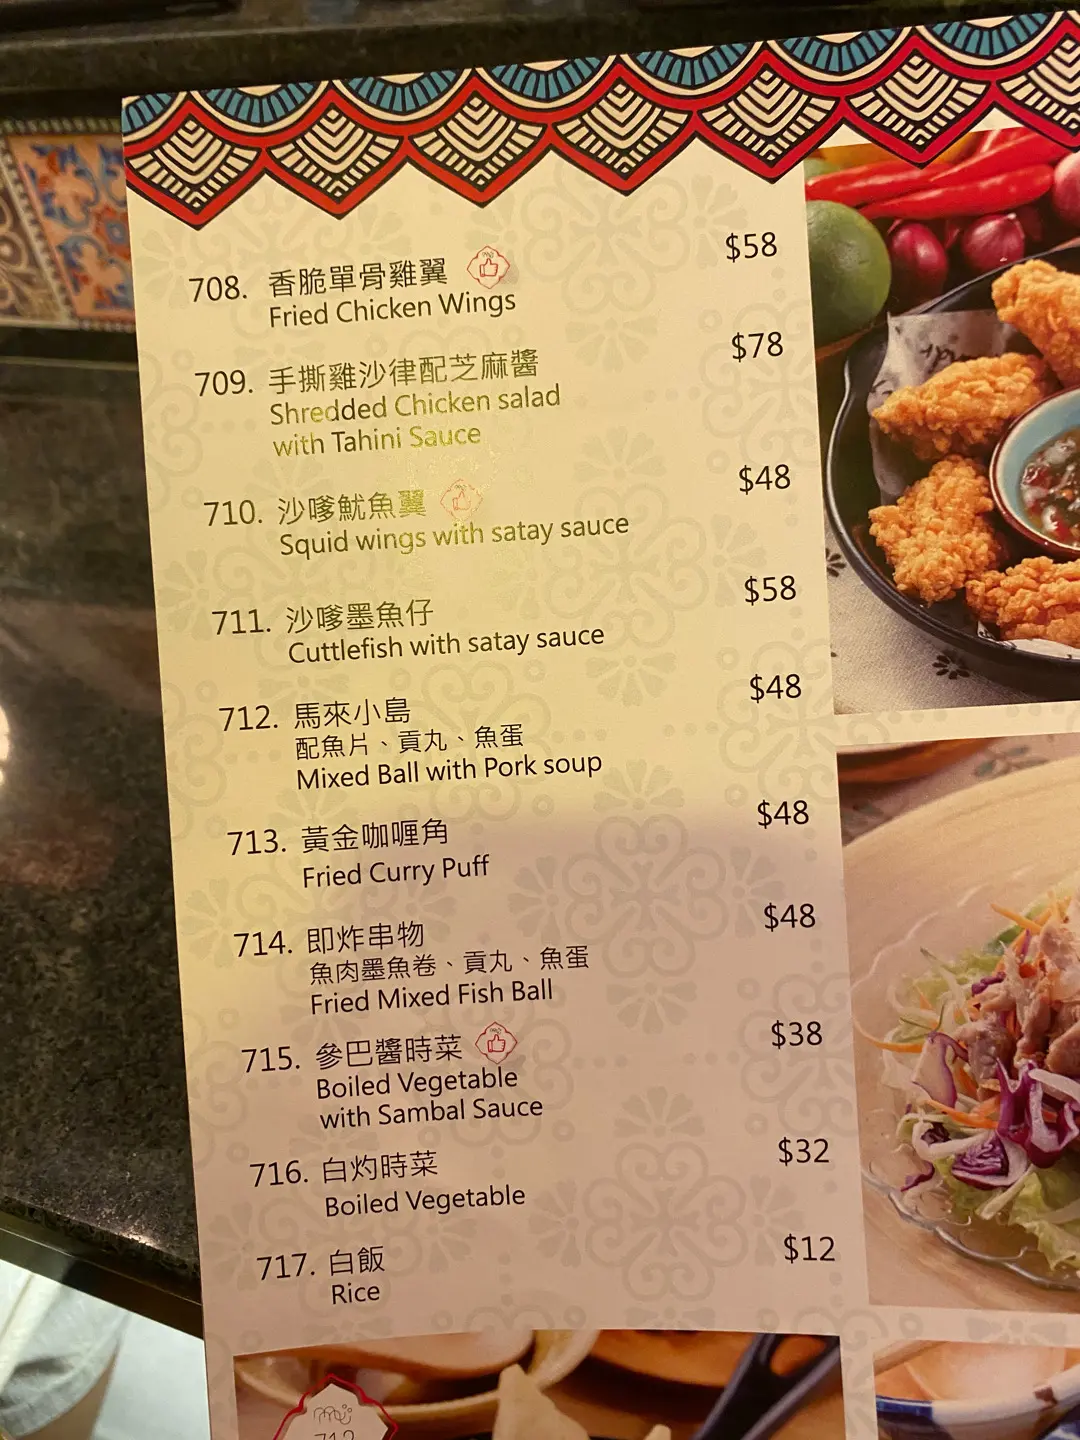 708. 香脆單骨雞翼 $58
Fried Chicken Wings
709. 手撕雞沙律配芝麻醬 $78
Shredded Chicken salad
with Tahini Sauce
710. 沙嗲魷魚翼 $48
Squid wings with satay sauce
711. 沙嗲墨魚仔 $58
Cuttlefish with satay sauce
712. 馬來小島 $48
配魚片、貢丸、魚蛋
Mixed Ball with Pork soup
713. 黃金咖喱角 $48
Fried Curry Puff
714. 即炸串物 $48
魚肉墨魚卷、貢丸、魚蛋
Fried Mixed Fish Ball
715. 參巴醬時菜 $38
Boiled Vegetable
with Sambal Sauce
716. 白灼時菜 $32
Boiled Vegetable
717. 白飯 $12
Rice